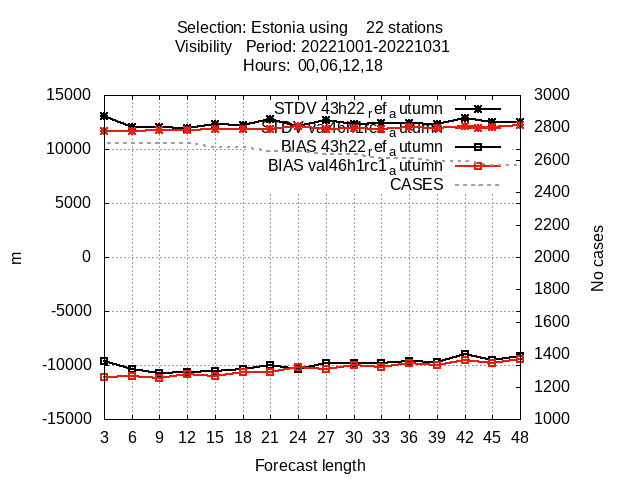 Selection: Estonia using 22 stations
Visibility Period: 20221001-20221031
Hours: 00,06,12,18
15000
10000
5000
0
-5000
-10000
-15000
m
STDV 43h22_ref_autumn
STDV val46h1rc1_autumn
BIAS 43h22_ref_autumn
BIAS val46h1rc1_autumn
CASES
3000
2800
2600
2400
2200
2000
1800
1600
1400
1200
1000
No cases
3 6 9 12 15 18 21 24 27 30 33 36 39 42 45 48
Forecast length